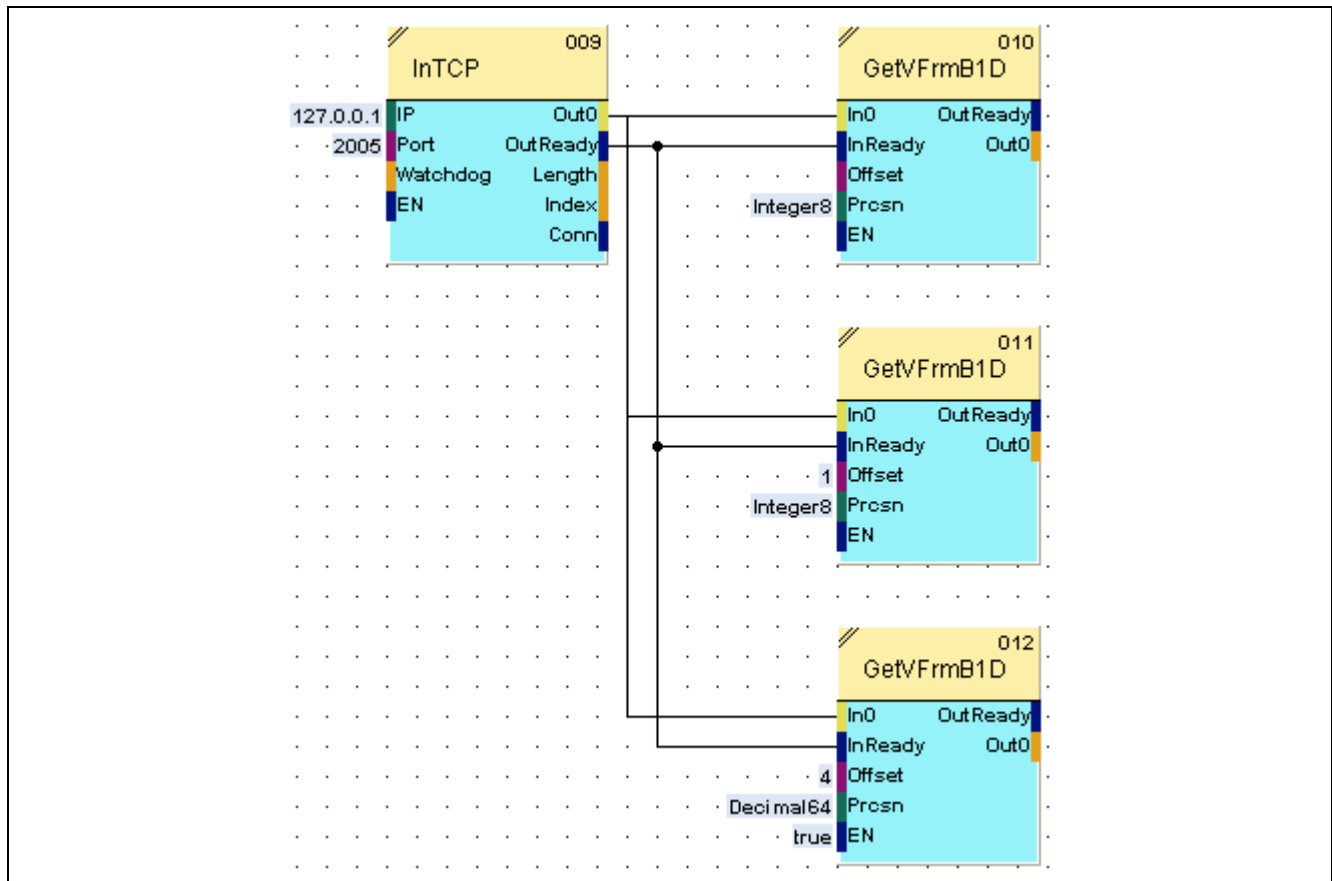 009
InTCP
127.0.0.1 IP Out0
2005 Port OutReady
Watchdog Length
EN Index
Conn
010
GetVFrmB1D
In0 OutReady
InReady Out0
Offset
Integer8 Prcsn
EN
011
GetVFrmB1D
In0 OutReady
InReady Out0
1 Offset
Integer8 Prcsn
EN
012
GetVFrmB1D
In0 OutReady
InReady Out0
4 Offset
Decimal64 Prcsn
true EN